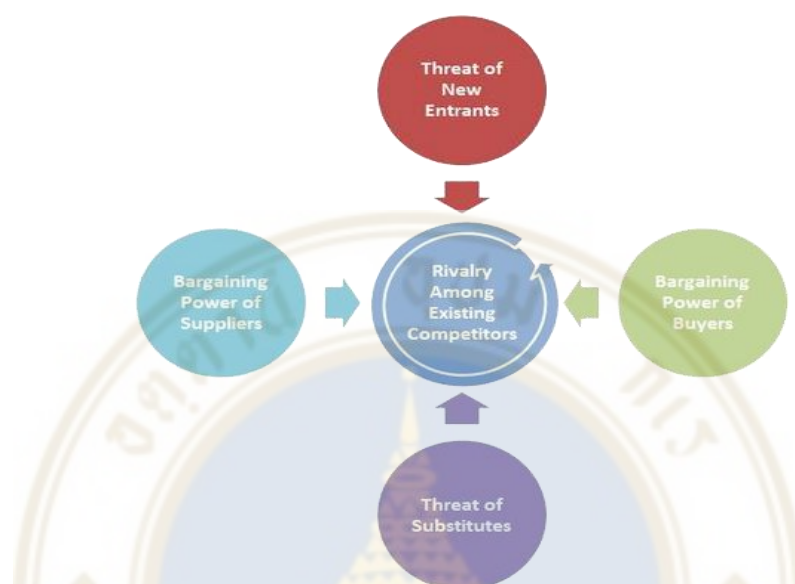 Threat of
New
Entrants
Bargaining
Power of
Suppliers
Rivalry
Among
Existing
Competitors
Bargaining
Power of
Buyers
Threat of
Substitutes